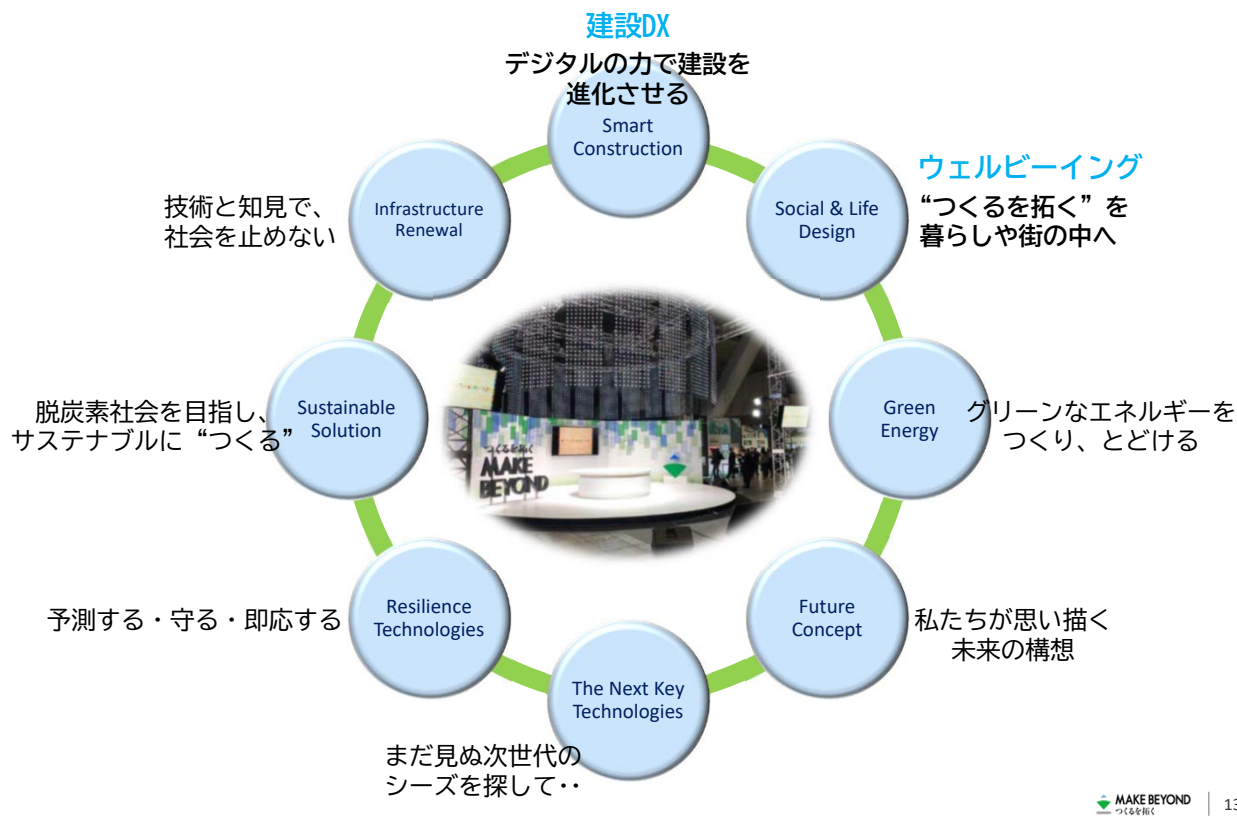 建設DX
デジタルの力で建設を
進化させる
Smart
Construction
ウェルビーイング
“つくるを拓く”を
暮らしや街の中へ
Social & Life
Design
技術と知見で、
社会を止めない
Infrastructure
Renewal
脱炭素社会を目指し、
サステナブルに“つくる”
Sustainable
Solution
Green
Energy
グリーンなエネルギーを
つくり、とどける
つくるを拓く
MAKE
BEYOND
予測する・守る・即応する
Resilience
Technologies
Future
Concept
私たちが思い描く
未来の構想
The Next Key
Technologies
まだ見ぬ次世代の
シーズを探して‥
MAKE BEYOND
つくるを拓く
13